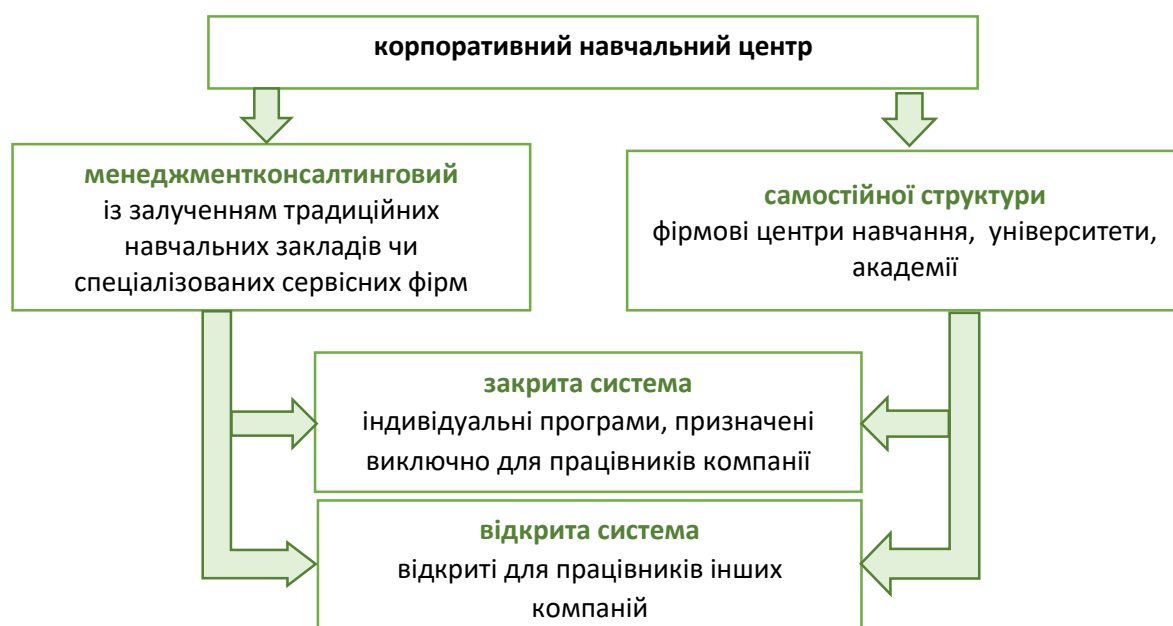 корпоративний навчальний центр
менеджментконсалтинговий
із залученням традиційних
навчальних закладів чи
спеціалізованих сервісних фірм
самостійної структури
фірмові центри навчання, університети,
академії
закрита система
індивідуальні програми, призначені
виключно для працівників компанії
відкрита система
відкриті для працівників інших
компаній